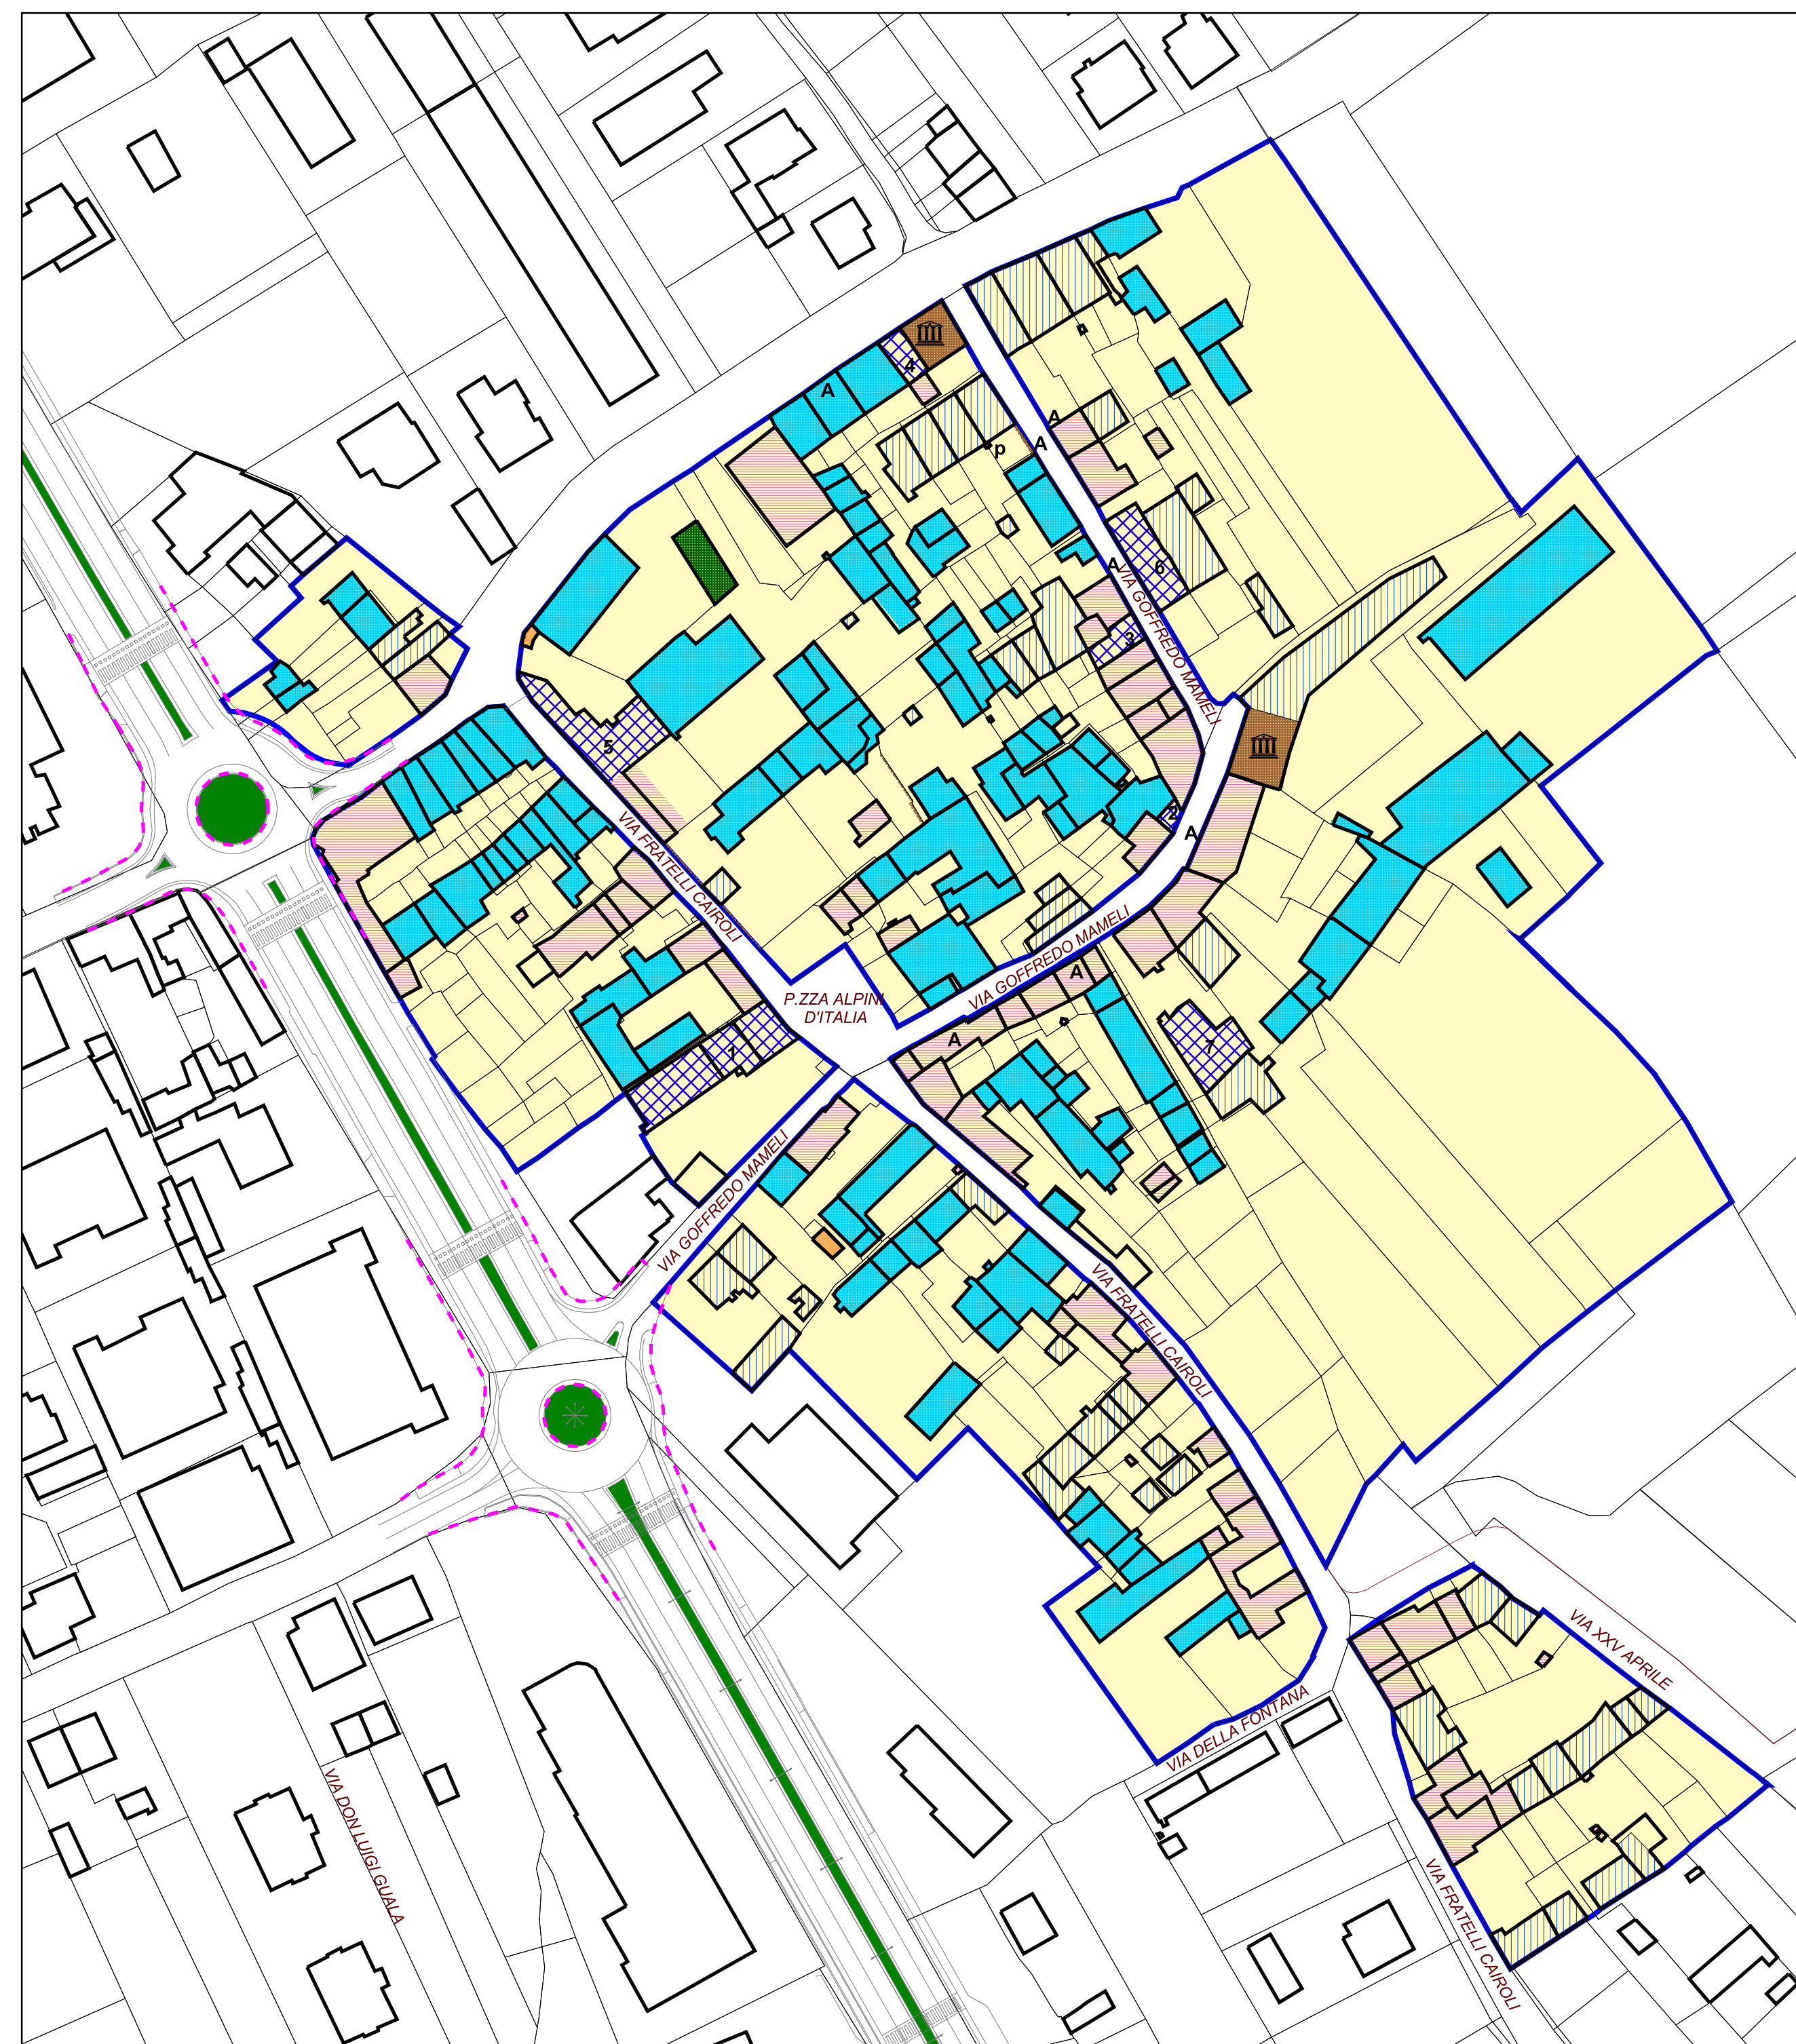 4
A
A
A
p
A
6
VIA GOFFREDO MAMELI
3
5
2
A
VIA FRATELLI CAIROLI
VIA GOFFREDO MAMELI
A
P.ZZA ALPINI
D'ITALIA
A
1
7
VIA GOFFREDO MAMELI
VIA FRATELLI CAIROLI
VIA XXV APRILE
VIA DELLA FONTANA
VIA DON LUIGI GUALA
VIA FRATELLI CAIROLI